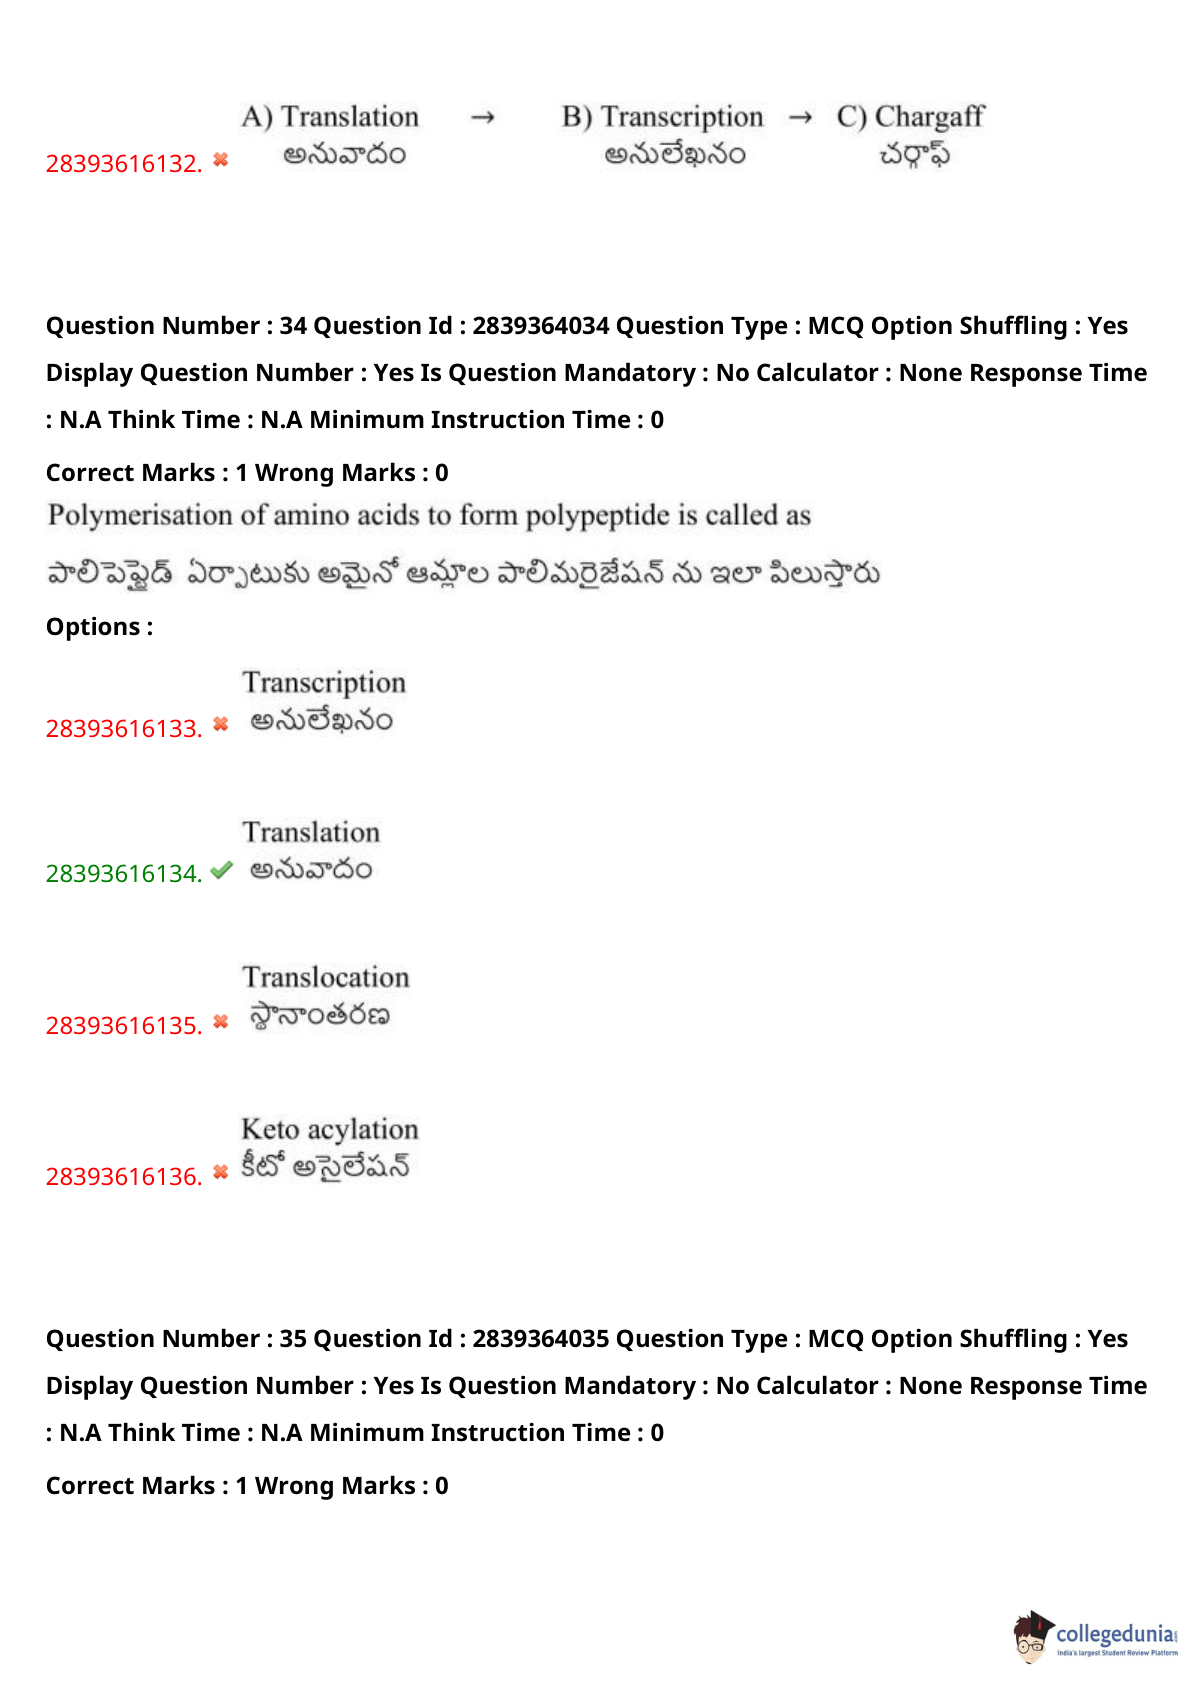 A) Translation → B) Transcription → C) Chargaff
28393616132. ✖ అనువాదం అనులేఖనం చర్గాఫ్
Question Number : 34 Question Id : 2839364034 Question Type : MCQ Option Shuffling : Yes
Display Question Number : Yes Is Question Mandatory : No Calculator : None Response Time
: N.A Think Time : N.A Minimum Instruction Time : 0
Correct Marks : 1 Wrong Marks : 0
Polymerisation of amino acids to form polypeptide is called as
పాలిపెప్టైడ్ ఏర్పాటుకు అమైనో ఆమ్లాల పాలిమరైజేషన్ ను ఇలా పిలుస్తారు
Options :
Transcription
28393616133. ✖ అనులేఖనం
Translation
28393616134. ✔ అనువాదం
Translocation
28393616135. ✖ స్థానాంతరణ
Keto acylation
28393616136. ✖ కీటో అసైలేషన్
Question Number : 35 Question Id : 2839364035 Question Type : MCQ Option Shuffling : Yes
Display Question Number : Yes Is Question Mandatory : No Calculator : None Response Time
: N.A Think Time : N.A Minimum Instruction Time : 0
Correct Marks : 1 Wrong Marks : 0
collegedunia
India's largest Student Review Platform